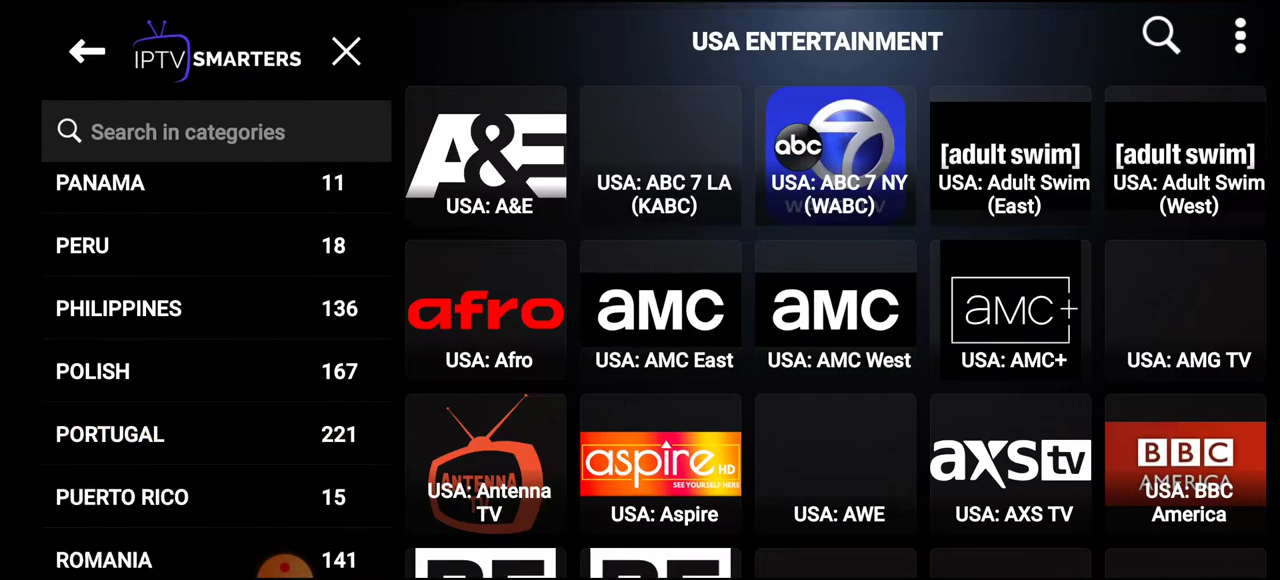 IPTV SMARTERS
USA ENTERTAINMENT
Search in categories
PANAMA 11
PERU 18
PHILIPPINES 136
POLISH 167
PORTUGAL 221
PUERTO RICO 15
ROMANIA 141
A&E
USA: A&E
USA: ABC 7 LA
(KABC)
abc 7
USA: ABC 7 NY
(WABC)
[adult swim]
USA: Adult Swim
(East)
[adult swim]
USA: Adult Swim
(West)
afro
USA: Afro
aMC
USA: AMC East
aMC
USA: AMC West
aMC+
USA: AMC+
USA: AMG TV
ANTENNA
TV
USA: Antenna
TV
aspire HD
SEE YOURSELF HERE
USA: Aspire
USA: AWE
axs tv
USA: AXS TV
BBC
AMERICA
USA: BBC
America